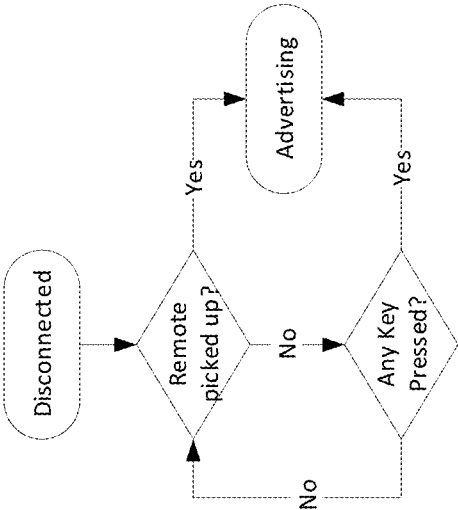 Disconnected
Remote
picked up?
Yes
No
Advertising
Any Key
Pressed?
Yes
No